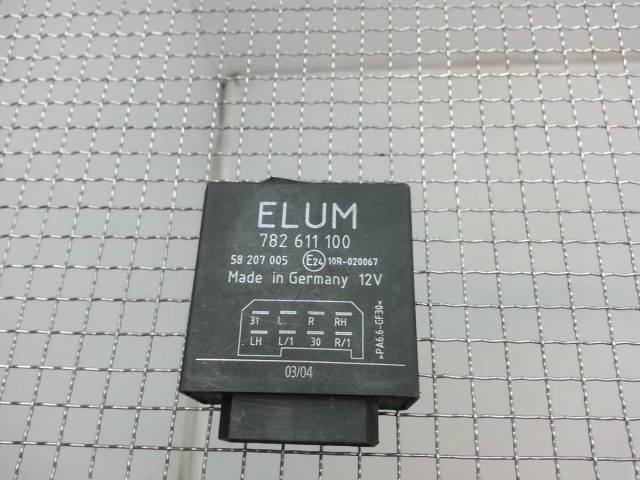 ELUM
782 611 100
58 207 005 E24 10R-020067
Made in Germany 12V
31 L R RH
LH L/1 30 R/1
>PA6.6-GF30<
03/04